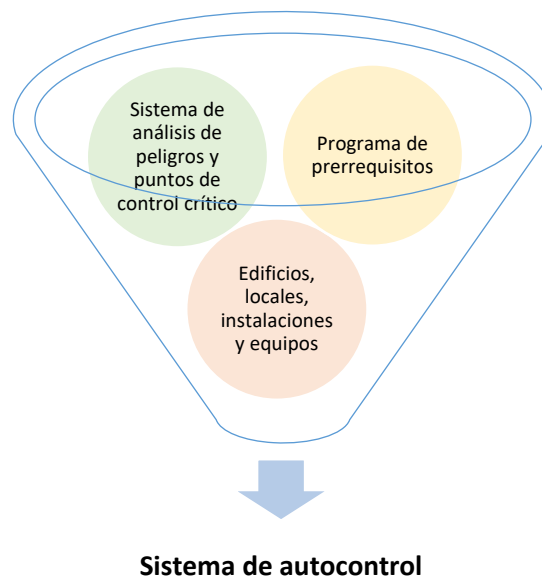 Sistema de
análisis de
peligros y
puntos de
control crítico
Programa de
prerrequisitos
Edificios,
locales,
instalaciones
y equipos
Sistema de autocontrol